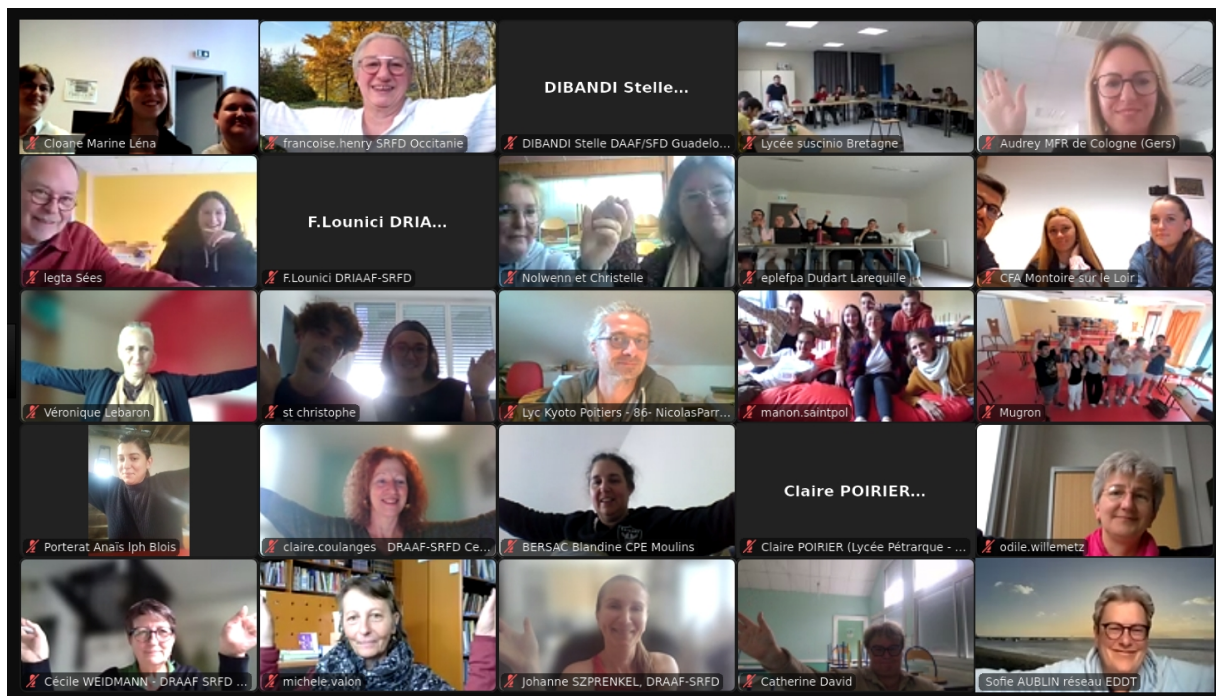 Cloane Marine Léna
francoise.henry SRFD Occitanie
DIBANDI Stelle...
DIBANDI Stelle DAAF/SFD Guadelo...
Lycée suscinio Bretagne
Audrey MFR de Cologne (Gers)
legta Sées
F.Lounici DRIA...
F.Lounici DRIAAF-SRFD
Nolwenn et Christelle
eplefpa Dudart Larequille
CFA Montoire sur le Loir
Véronique Lebaron
st christophe
Lyc Kyoto Poitiers - 86- NicolasParr...
manon.saintpol
Mugron
Porterat Anaïs lph Blois
claire.coulanges DRAAF-SRFD Ce...
BERSAC Blandine CPE Moulins
Claire POIRIER...
Claire POIRIER (Lycée Pétrarque - ...
odile.willemetz
Cécile WEIDMANN - DRAAF SRFD ...
michele.valon
Johanne SZPRENKEL, DRAAF-SRFD
Catherine David
Sofie AUBLIN réseau EDDT